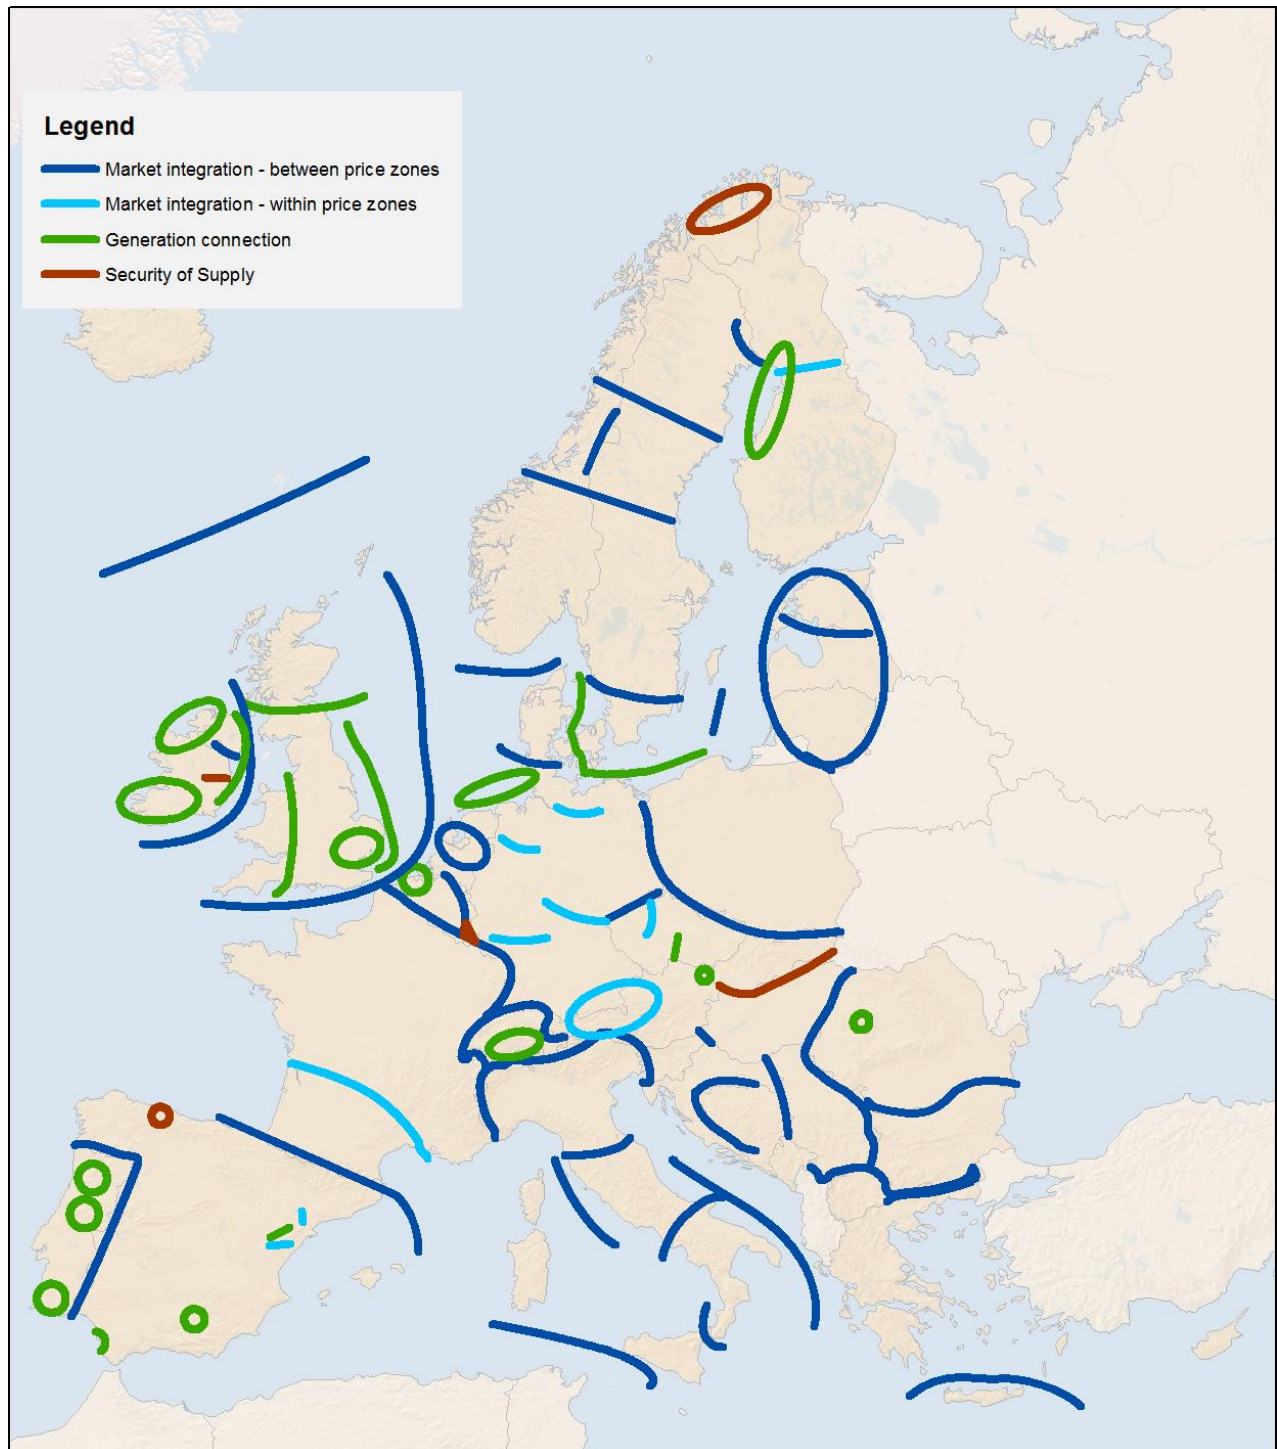 Legend
Market integration - between price zones
Market integration - within price zones
Generation connection
Security of Supply